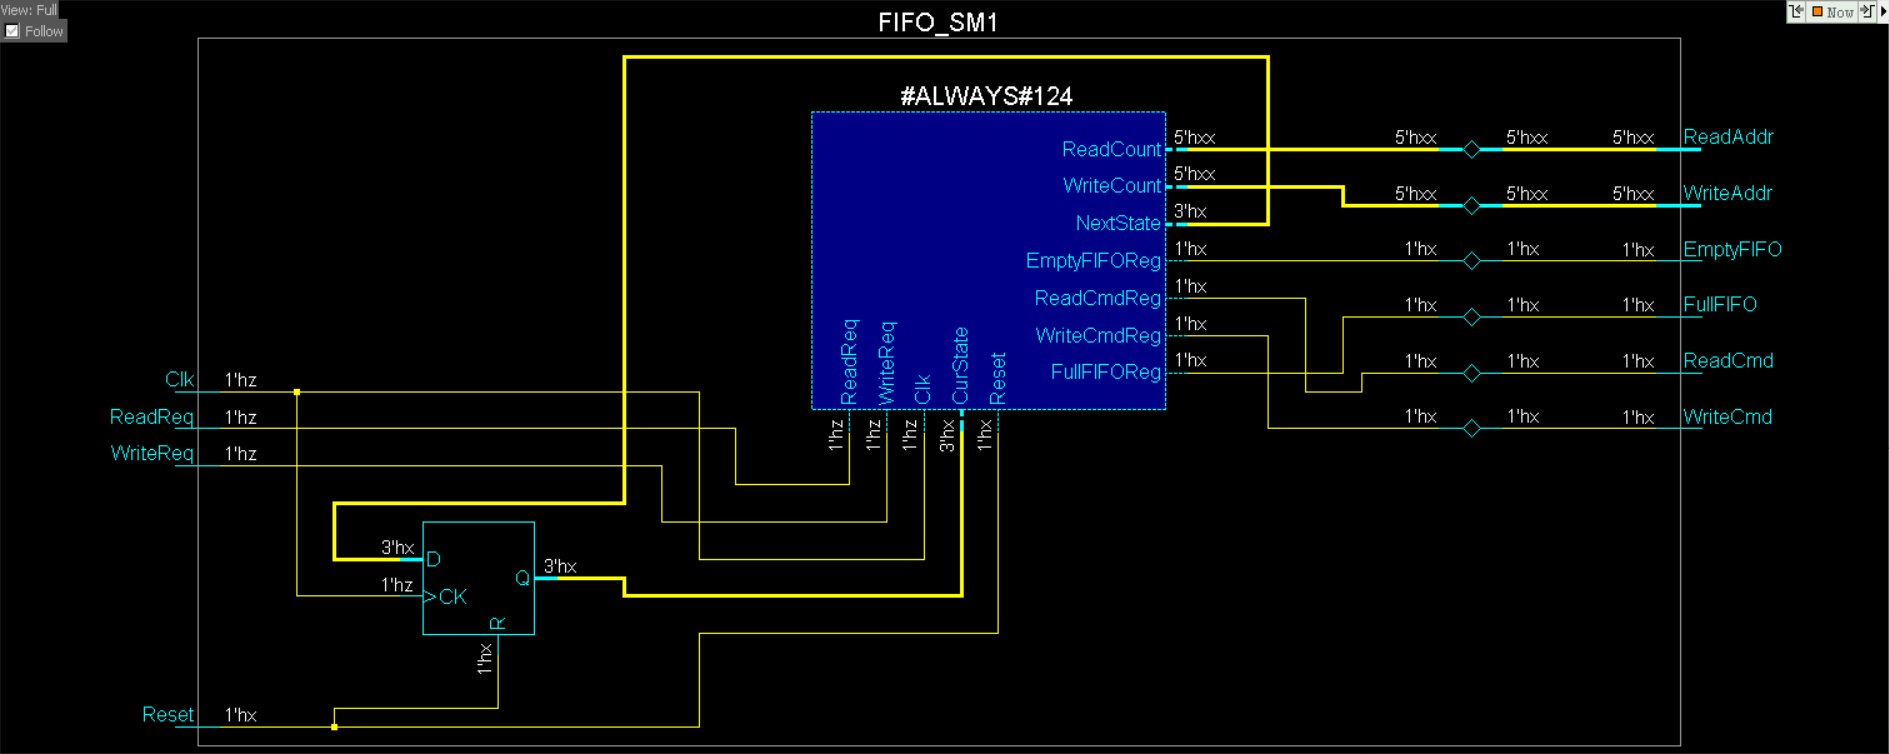 View: Full
Follow
Now
FIFO_SM1
#ALWAYS#124
ReadCount 5'hxx 5'hxx 5'hxx 5'hxx ReadAddr
WriteCount 5'hxx 5'hxx 5'hxx 5'hxx WriteAddr
NextState 3'hx
EmptyFIFOReg 1'hx 1'hx 1'hx 1'hx EmptyFIFO
ReadCmdReg 1'hx
1'hx 1'hx 1'hx FullFIFO
WriteCmdReg 1'hx
FullFIFOReg 1'hx
1'hx 1'hx 1'hx ReadCmd
1'hx 1'hx 1'hx WriteCmd
ReadReq WriteReq Clk CurState Reset
1'hz 1'hz 1'hz 3'hx 1'hx
Clk 1'hz
ReadReq 1'hz
WriteReq 1'hz
3'hx D
Q 3'hx
1'hz CK
R
1'hx
Reset 1'hx